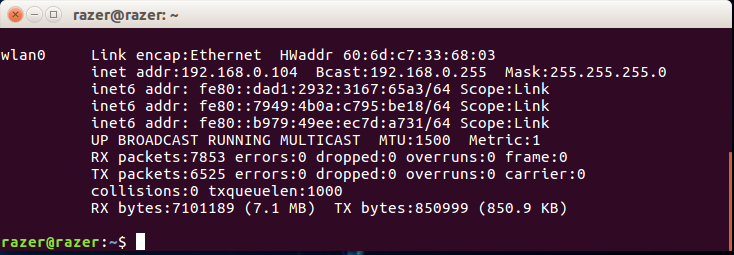 razer@razer: ~
wlan0 Link encap:Ethernet HWaddr 60:6d:c7:33:68:03
inet addr:192.168.0.104 Bcast:192.168.0.255 Mask:255.255.255.0
inet6 addr: fe80::dad1:2932:3167:65a3/64 Scope:Link
inet6 addr: fe80::7949:4b0a:c795:be18/64 Scope:Link
inet6 addr: fe80::b979:49ee:ec7d:a731/64 Scope:Link
UP BROADCAST RUNNING MULTICAST MTU:1500 Metric:1
RX packets:7853 errors:0 dropped:0 overruns:0 frame:0
TX packets:6525 errors:0 dropped:0 overruns:0 carrier:0
collisions:0 txqueuelen:1000
RX bytes:7101189 (7.1 MB) TX bytes:850999 (850.9 KB)
razer@razer:~$